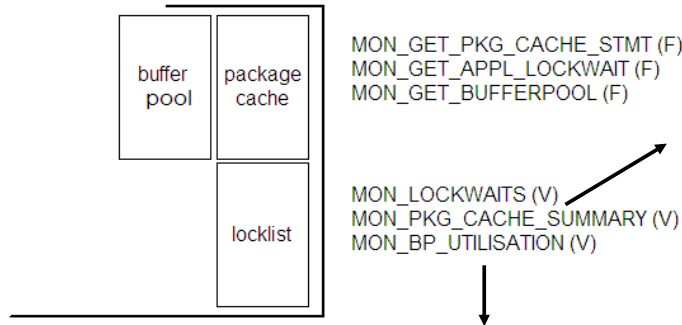 buffer
pool
package
cache
locklist
MON_GET_PKG_CACHE_STMT (F)
MON_GET_APPL_LOCKWAIT (F)
MON_GET_BUFFERPOOL (F)
MON_LOCKWAITS (V)
MON_PKG_CACHE_SUMMARY (V)
MON_BP_UTILISATION (V)